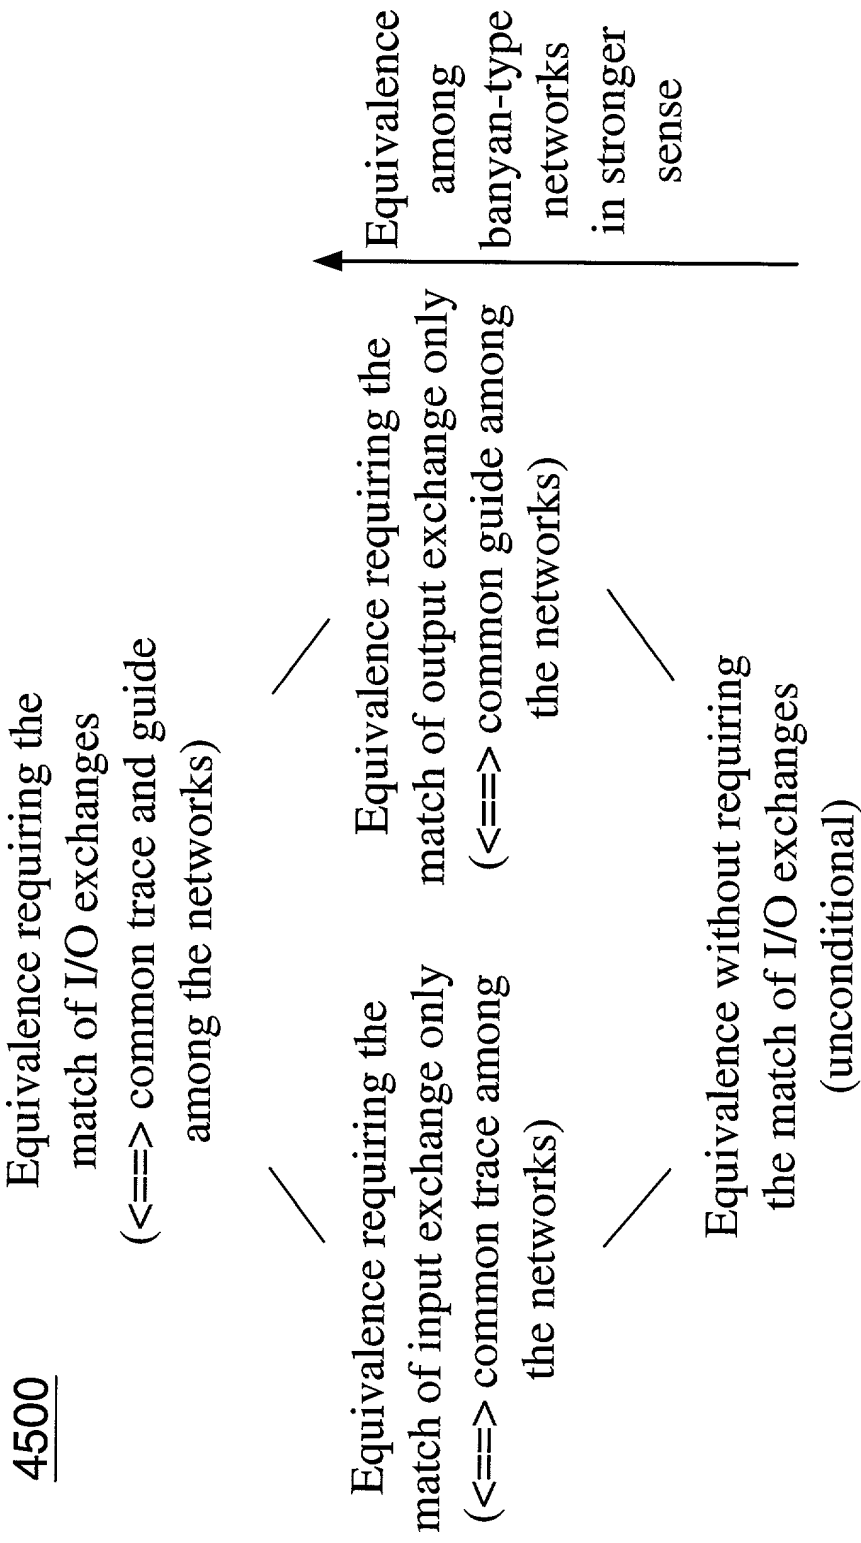 4500
Equivalence requiring the
match of I/O exchanges
(<==> common trace and guide
among the networks)
Equivalence requiring the
match of input exchange only
(<==> common trace among
the networks)
Equivalence requiring the
match of output exchange only
(<==> common guide among
the networks)
Equivalence
among
banyan-type
networks
in stronger
sense
Equivalence without requiring
the match of I/O exchanges
(unconditional)